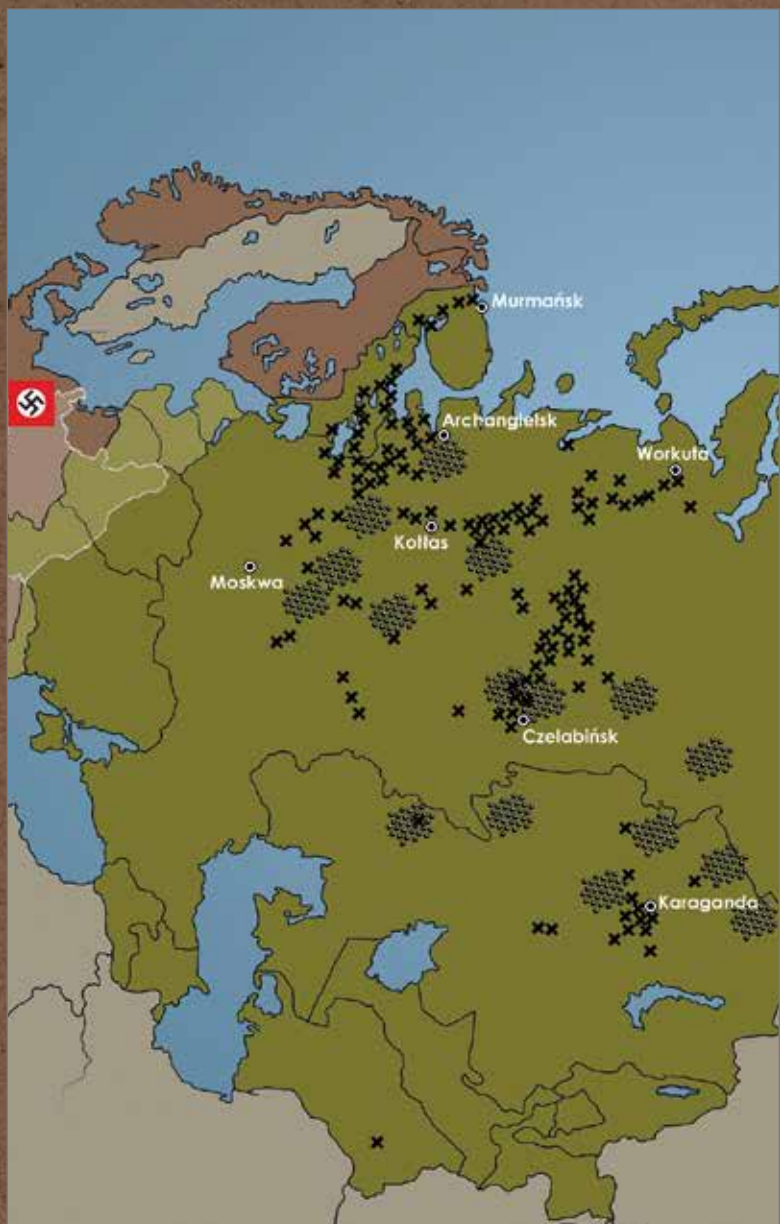 Murmańsk
Archangielsk
Workuta
Kotłas
Moskwa
Czelabińsk
Karaganda